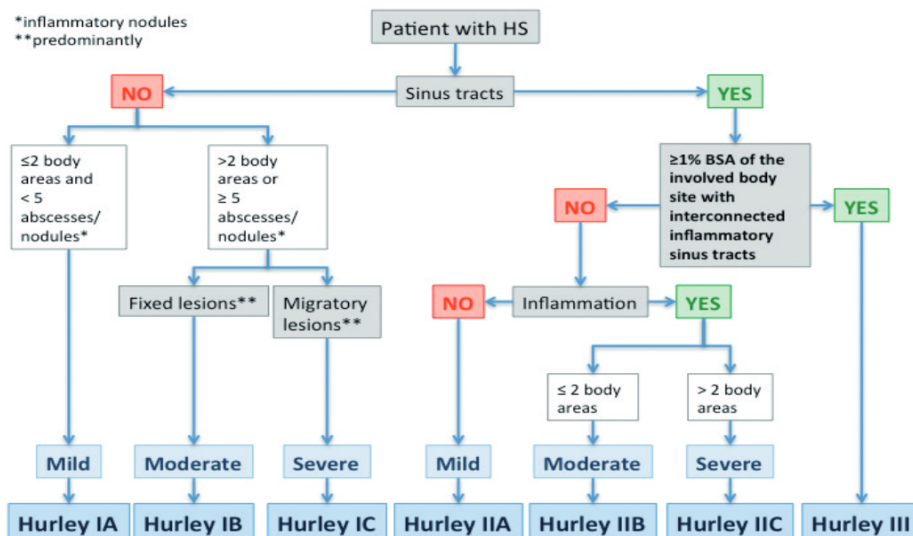 *inflammatory nodules
**predominantly
Patient with HS
NO
Sinus tracts
YES
≤2 body
areas and
< 5
abscesses/
nodules*
>2 body
areas or
≥ 5
abscesses/
nodules*
≥1% BSA of the
involved body
site with
interconnected
inflammatory
sinus tracts
NO
YES
Fixed lesions**
Migratory
lesions**
NO
Inflammation
YES
≤ 2 body
areas
> 2 body
areas
Mild
Moderate
Severe
Mild
Moderate
Severe
Hurley IA
Hurley IB
Hurley IC
Hurley IIA
Hurley IIB
Hurley IIC
Hurley III